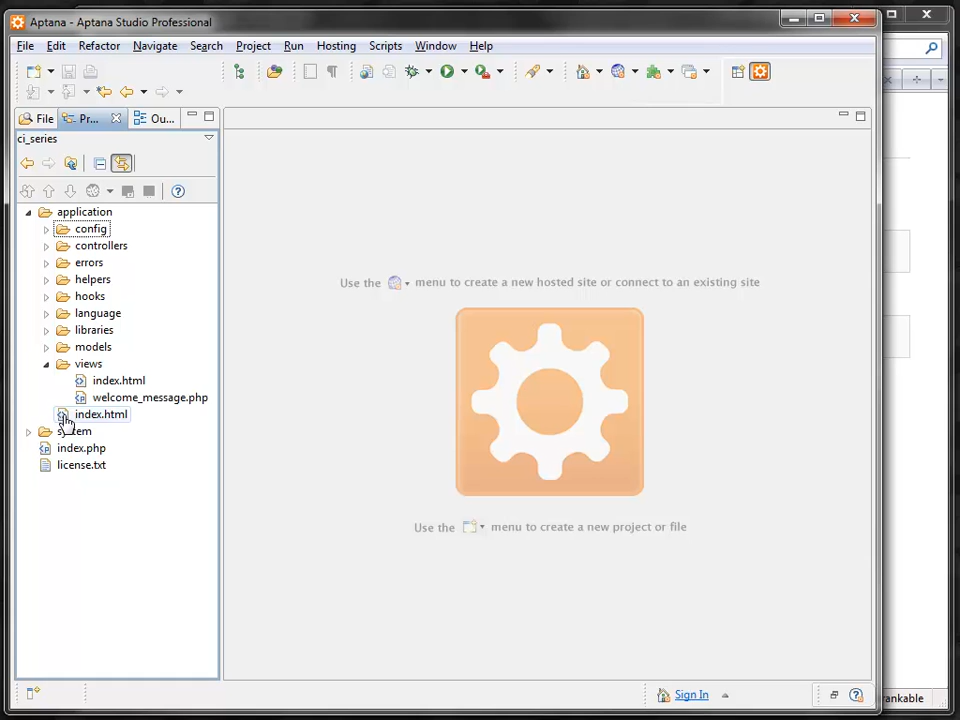 Aptana - Aptana Studio Professional
File Edit Refactor Navigate Search Project Run Hosting Scripts Window Help
File Pr... Ou...
ci_series
application
config
controllers
errors
helpers
hooks
language
libraries
models
views
index.html
welcome_message.php
index.html
system
index.php
license.txt
Use the menu to create a new hosted site or connect to an existing site
Use the menu to create a new project or file
Sign In
rankable